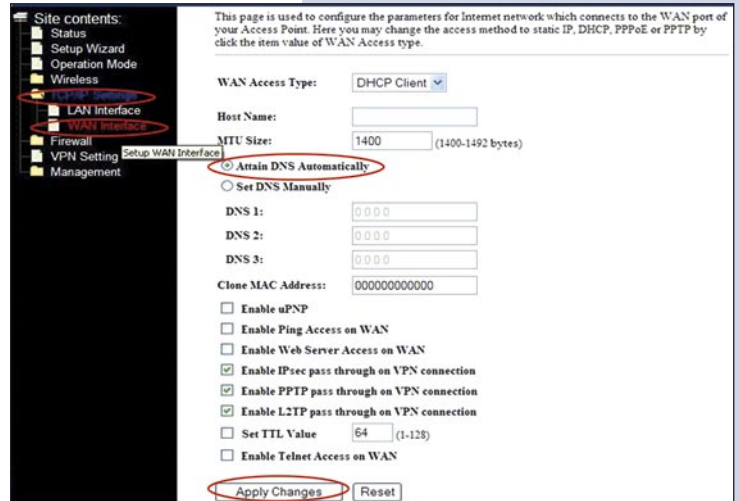 Site contents:
Status
Setup Wizard
Operation Mode
Wireless
TCP/IP Settings
LAN Interface
WAN Interface
Firewall
VPN Setting
Management
Setup WAN Interface
This page is used to configure the parameters for Internet network which connects to the WAN port of
your Access Point. Here you may change the access method to static IP, DHCP, PPPoE or PPTP by
click the item value of WAN Access type.
WAN Access Type: DHCP Client
Host Name:
MTU Size: 1400 (1400-1492 bytes)
Attain DNS Automatically
Set DNS Manually
DNS 1: 0.0.0.0
DNS 2: 0.0.0.0
DNS 3: 0.0.0.0
Clone MAC Address: 000000000000
Enable uPNP
Enable Ping Access on WAN
Enable Web Server Access on WAN
Enable IPsec pass through on VPN connection
Enable PPTP pass through on VPN connection
Enable L2TP pass through on VPN connection
Set TTL Value 64 (1-128)
Enable Telnet Access on WAN
Apply Changes Reset